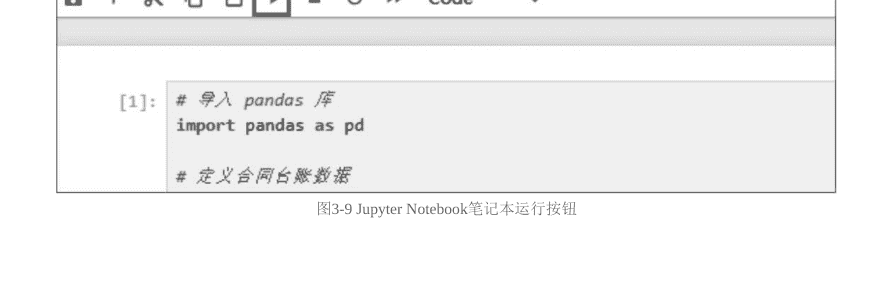 Code
[1]: # 导入 pandas 库
import pandas as pd
# 定义合同台账数据
图3-9 Jupyter Notebook笔记本运行按钮